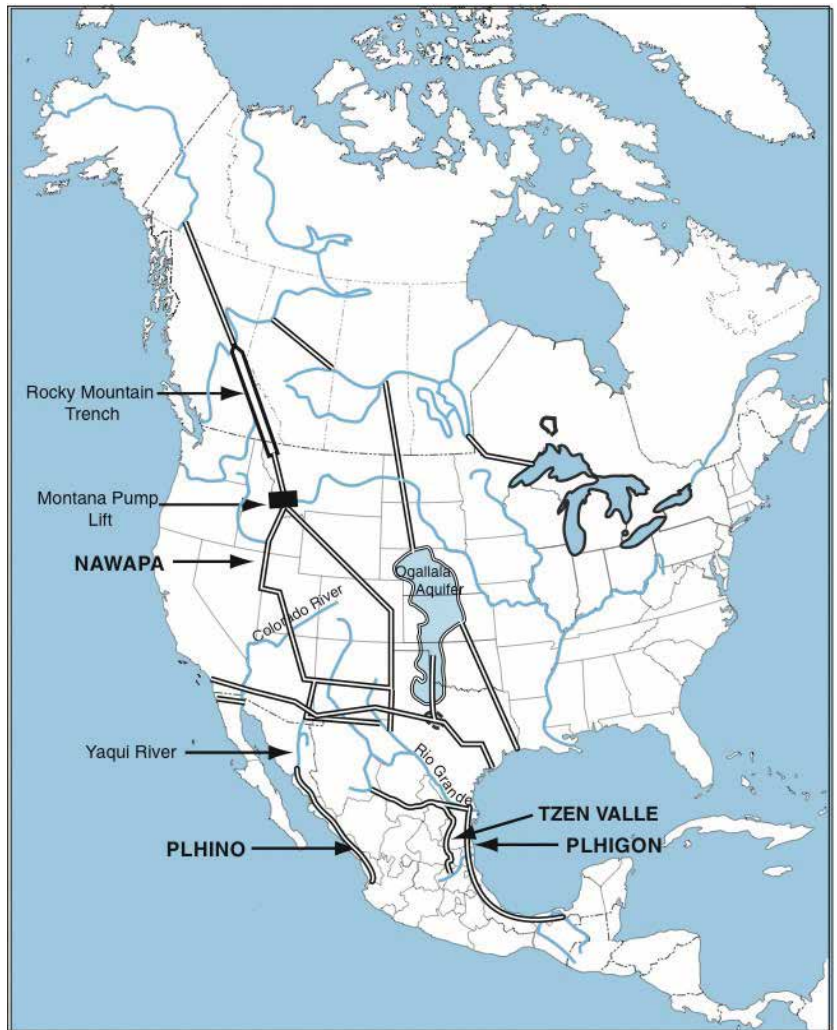 Rocky Mountain
Trench
Montana Pump
Lift
NAWAPA
Ogallala
Aquifer
Colorado River
Yaqui River
Rio Grande
TZEN VALLE
PLHINO
PLHIGON